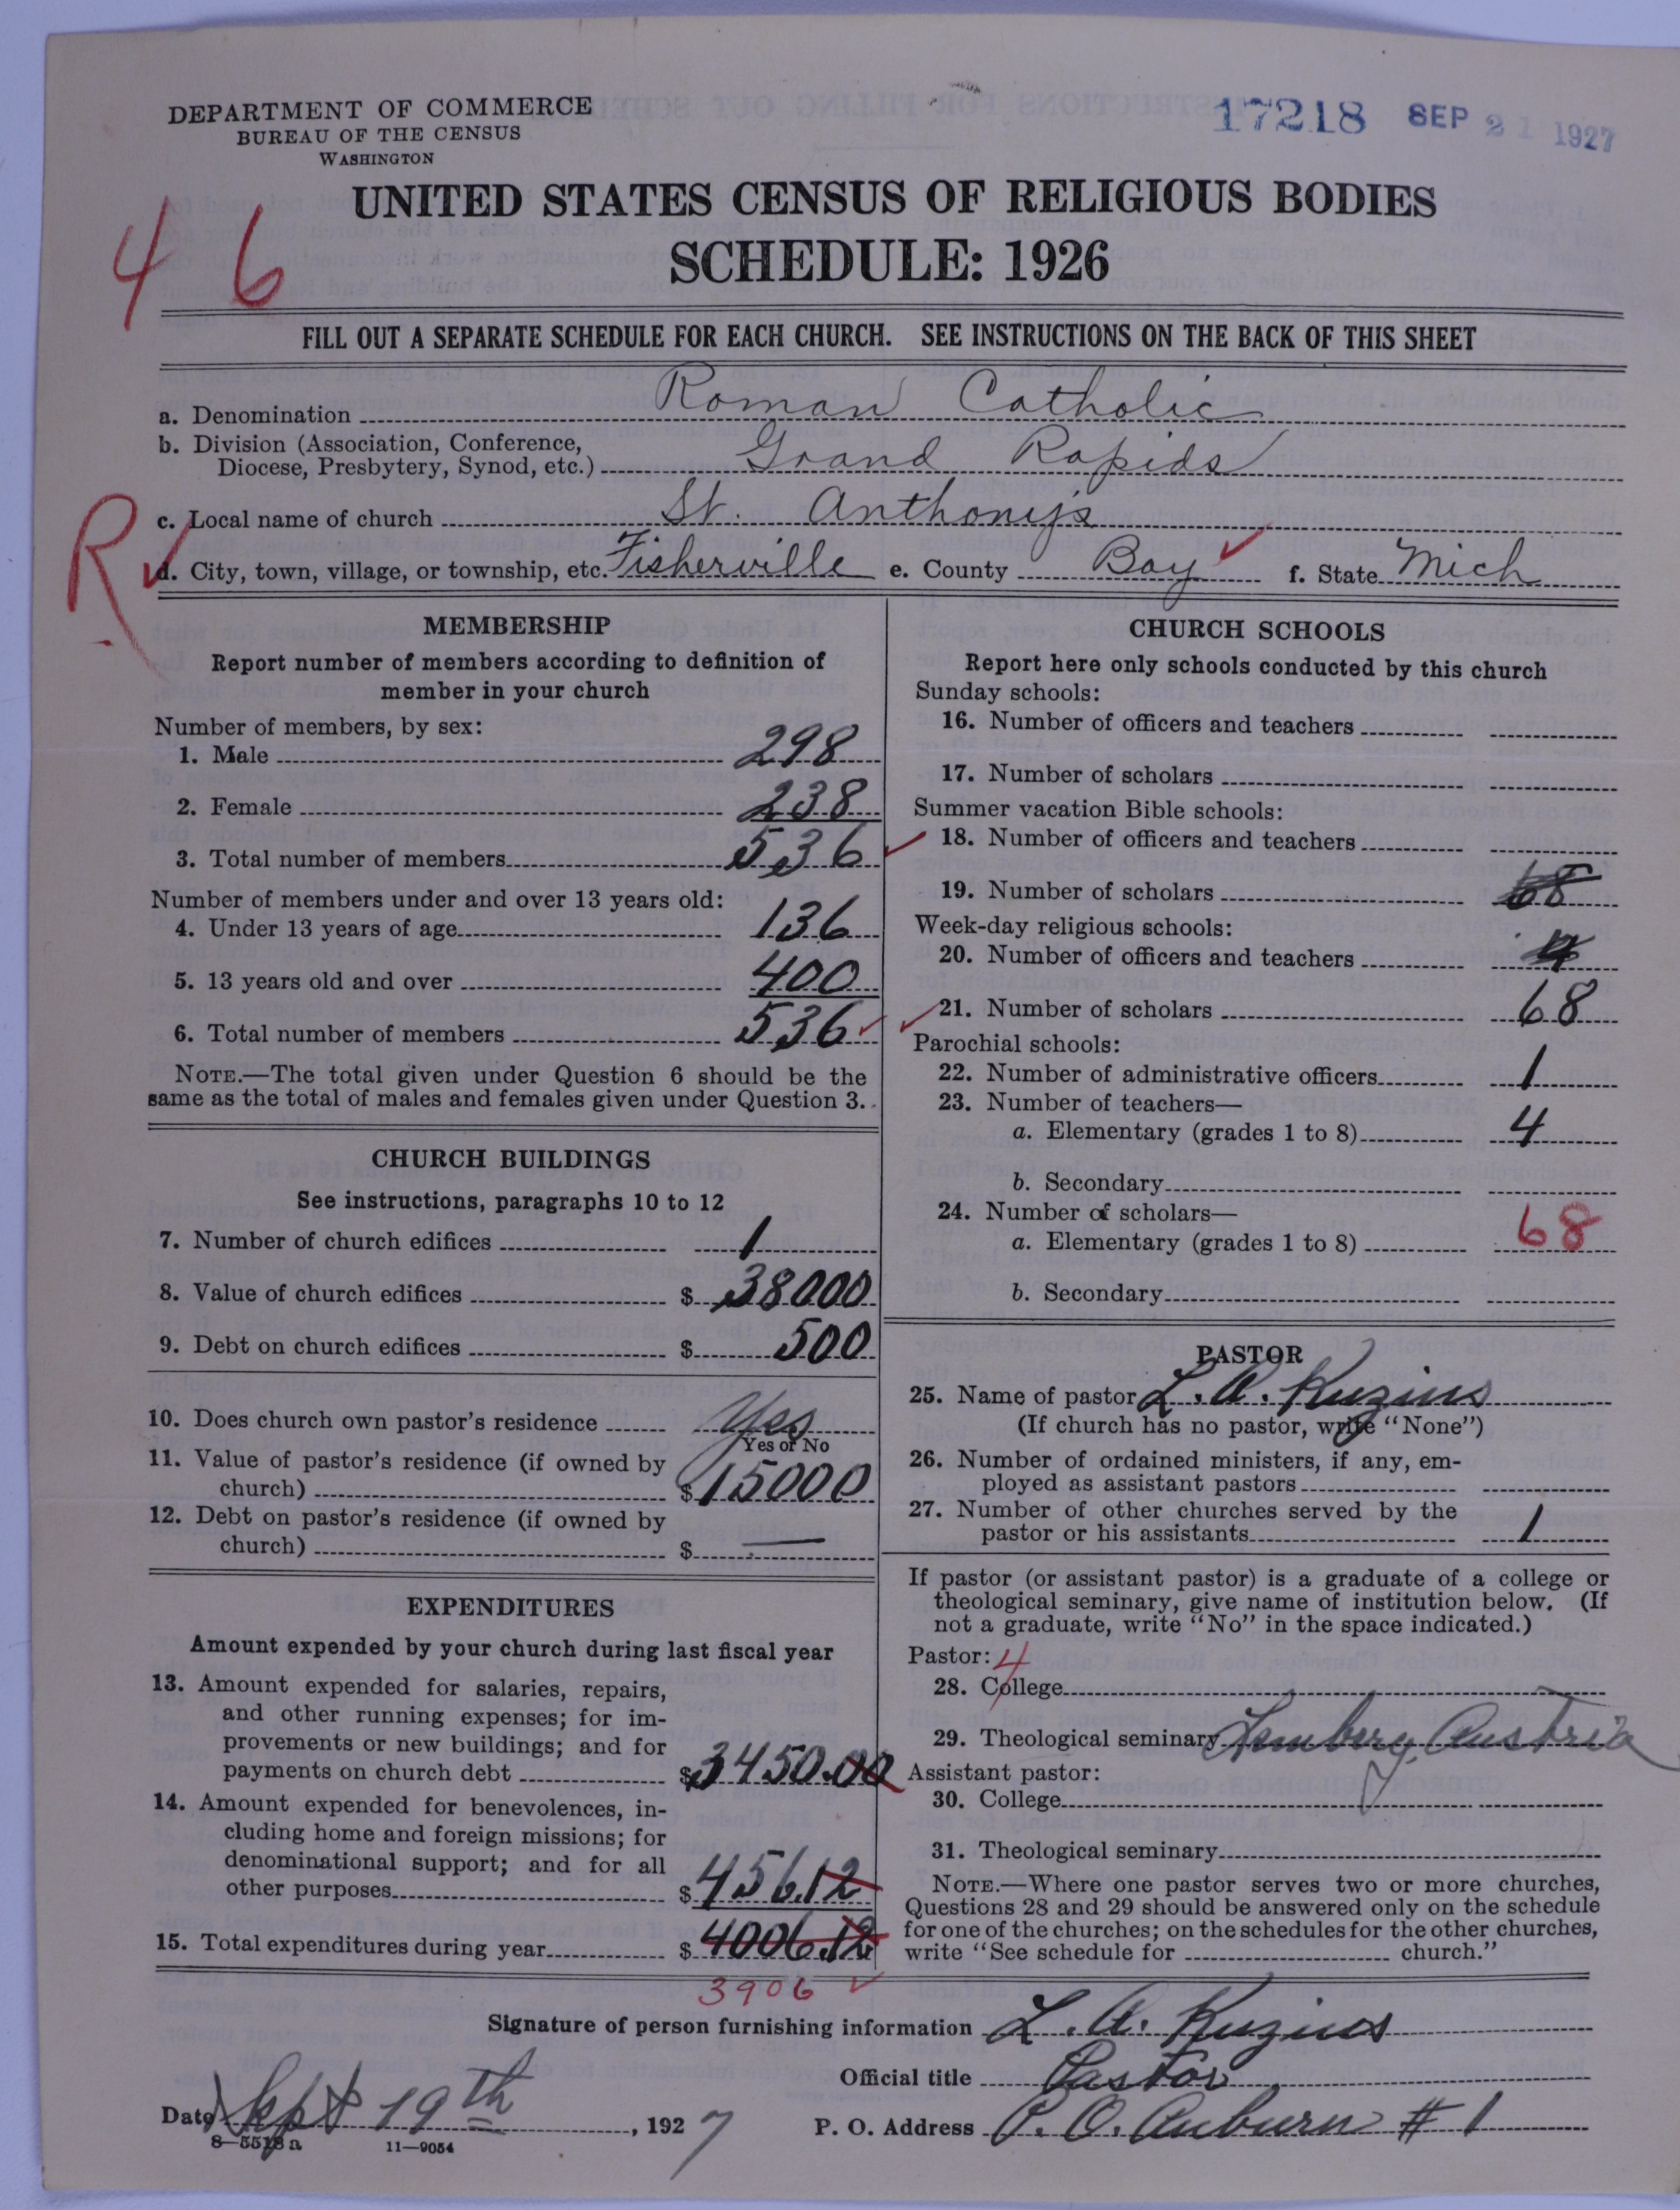 DEPARTMENT OF COMMERCE
BUREAU OF THE CENSUS
WASHINGTON
17218 SEP 21 1927
UNITED STATES CENSUS OF RELIGIOUS BODIES
SCHEDULE: 1926
4 6
FILL OUT A SEPARATE SCHEDULE FOR EACH CHURCH. SEE INSTRUCTIONS ON THE BACK OF THIS SHEET
a. Denomination Roman Catholic
b. Division (Association, Conference,
Diocese, Presbytery, Synod, etc.) Grand Rapids
c. Local name of church St. Anthony's
R
d. City, town, village, or township, etc. Fisherville e. County Bay f. State Mich
MEMBERSHIP
Report number of members according to definition of
member in your church
Number of members, by sex:
1. Male 298
2. Female 238
3. Total number of members 536
Number of members under and over 13 years old:
4. Under 13 years of age 136
5. 13 years old and over 400
6. Total number of members 536
NOTE.—The total given under Question 6 should be the
same as the total of males and females given under Question 3.
CHURCH BUILDINGS
See instructions, paragraphs 10 to 12
7. Number of church edifices 1
8. Value of church edifices $ 38000
9. Debt on church edifices $ 500
10. Does church own pastor's residence Yes
Yes or No
11. Value of pastor's residence (if owned by
church) $ 15000
12. Debt on pastor's residence (if owned by
church) $ —
EXPENDITURES
Amount expended by your church during last fiscal year
13. Amount expended for salaries, repairs,
and other running expenses; for im-
provements or new buildings; and for
payments on church debt $ 3450.00
14. Amount expended for benevolences, in-
cluding home and foreign missions; for
denominational support; and for all
other purposes $ 456.12
15. Total expenditures during year $ 4006.12
3906
CHURCH SCHOOLS
Report here only schools conducted by this church
Sunday schools:
16. Number of officers and teachers
17. Number of scholars
Summer vacation Bible schools:
18. Number of officers and teachers
19. Number of scholars 68
Week-day religious schools:
20. Number of officers and teachers 4
21. Number of scholars 68
Parochial schools:
22. Number of administrative officers 1
23. Number of teachers—
a. Elementary (grades 1 to 8) 4
b. Secondary
24. Number of scholars—
a. Elementary (grades 1 to 8) 68
b. Secondary
PASTOR
25. Name of pastor L. A. Kuzius
(If church has no pastor, write "None")
26. Number of ordained ministers, if any, em-
ployed as assistant pastors
27. Number of other churches served by the
pastor or his assistants 1
If pastor (or assistant pastor) is a graduate of a college or
theological seminary, give name of institution below. (If
not a graduate, write "No" in the space indicated.)
Pastor: 4
28. College
29. Theological seminary Lemberg, Austria
Assistant pastor:
30. College
31. Theological seminary
NOTE.—Where one pastor serves two or more churches,
Questions 28 and 29 should be answered only on the schedule
for one of the churches; on the schedules for the other churches,
write "See schedule for church."
Signature of person furnishing information L. A. Kuzius
Official title Pastor
Date Sept 19th, 1927 P. O. Address P. O. Auburn # 1
8—5518a 11—9054